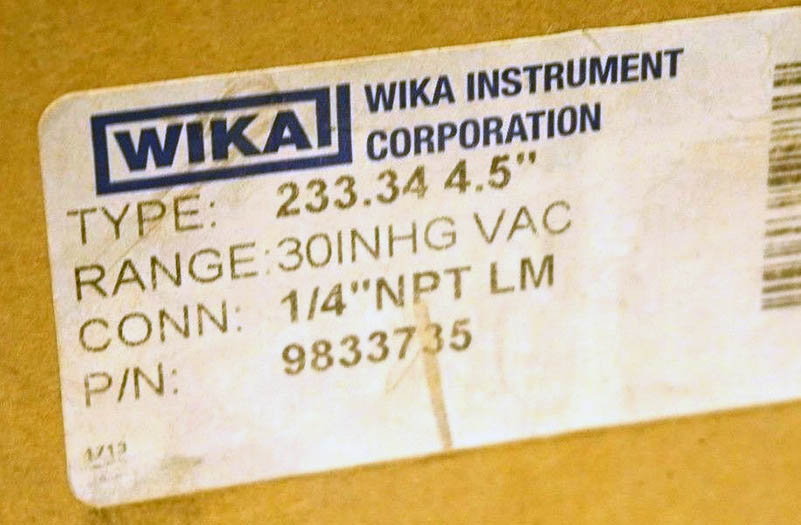 WIKA
WIKA INSTRUMENT
CORPORATION
TYPE: 233.34 4.5"
RANGE:30INHG VAC
CONN: 1/4"NPT LM
P/N: 9833735